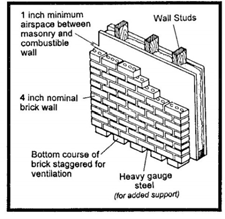 1 inch minimum
airspace between
masonry and
combustible
wall
Wall Studs
4 inch nominal
brick wall
Bottom course of
brick staggered for
ventilation
Heavy gauge
steel
(for added support)